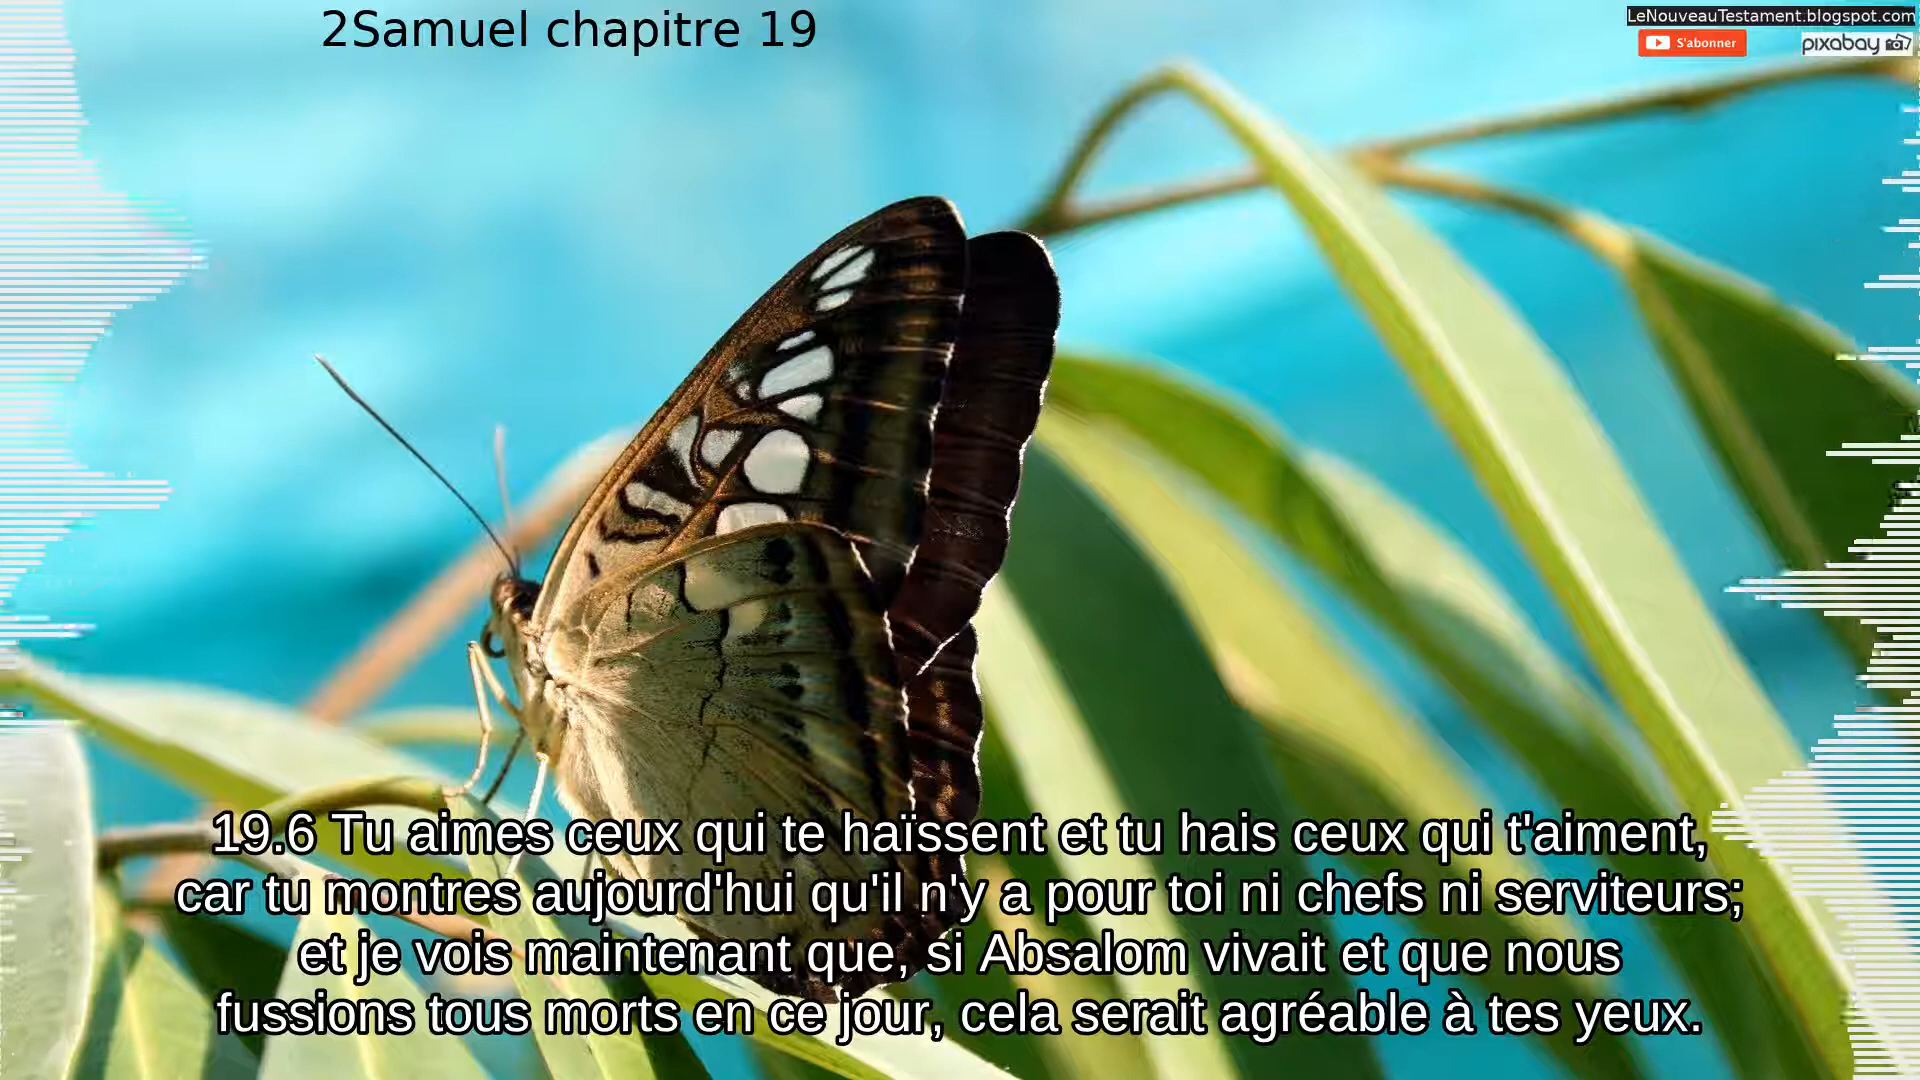 2Samuel chapitre 19
LeNouveauTestament.blogspot.com
S'abonner
pixabay
19.6 Tu aimes ceux qui te haïssent et tu hais ceux qui t'aiment,
car tu montres aujourd'hui qu'il n'y a pour toi ni chefs ni serviteurs;
et je vois maintenant que, si Absalom vivait et que nous
fussions tous morts en ce jour, cela serait agréable à tes yeux.